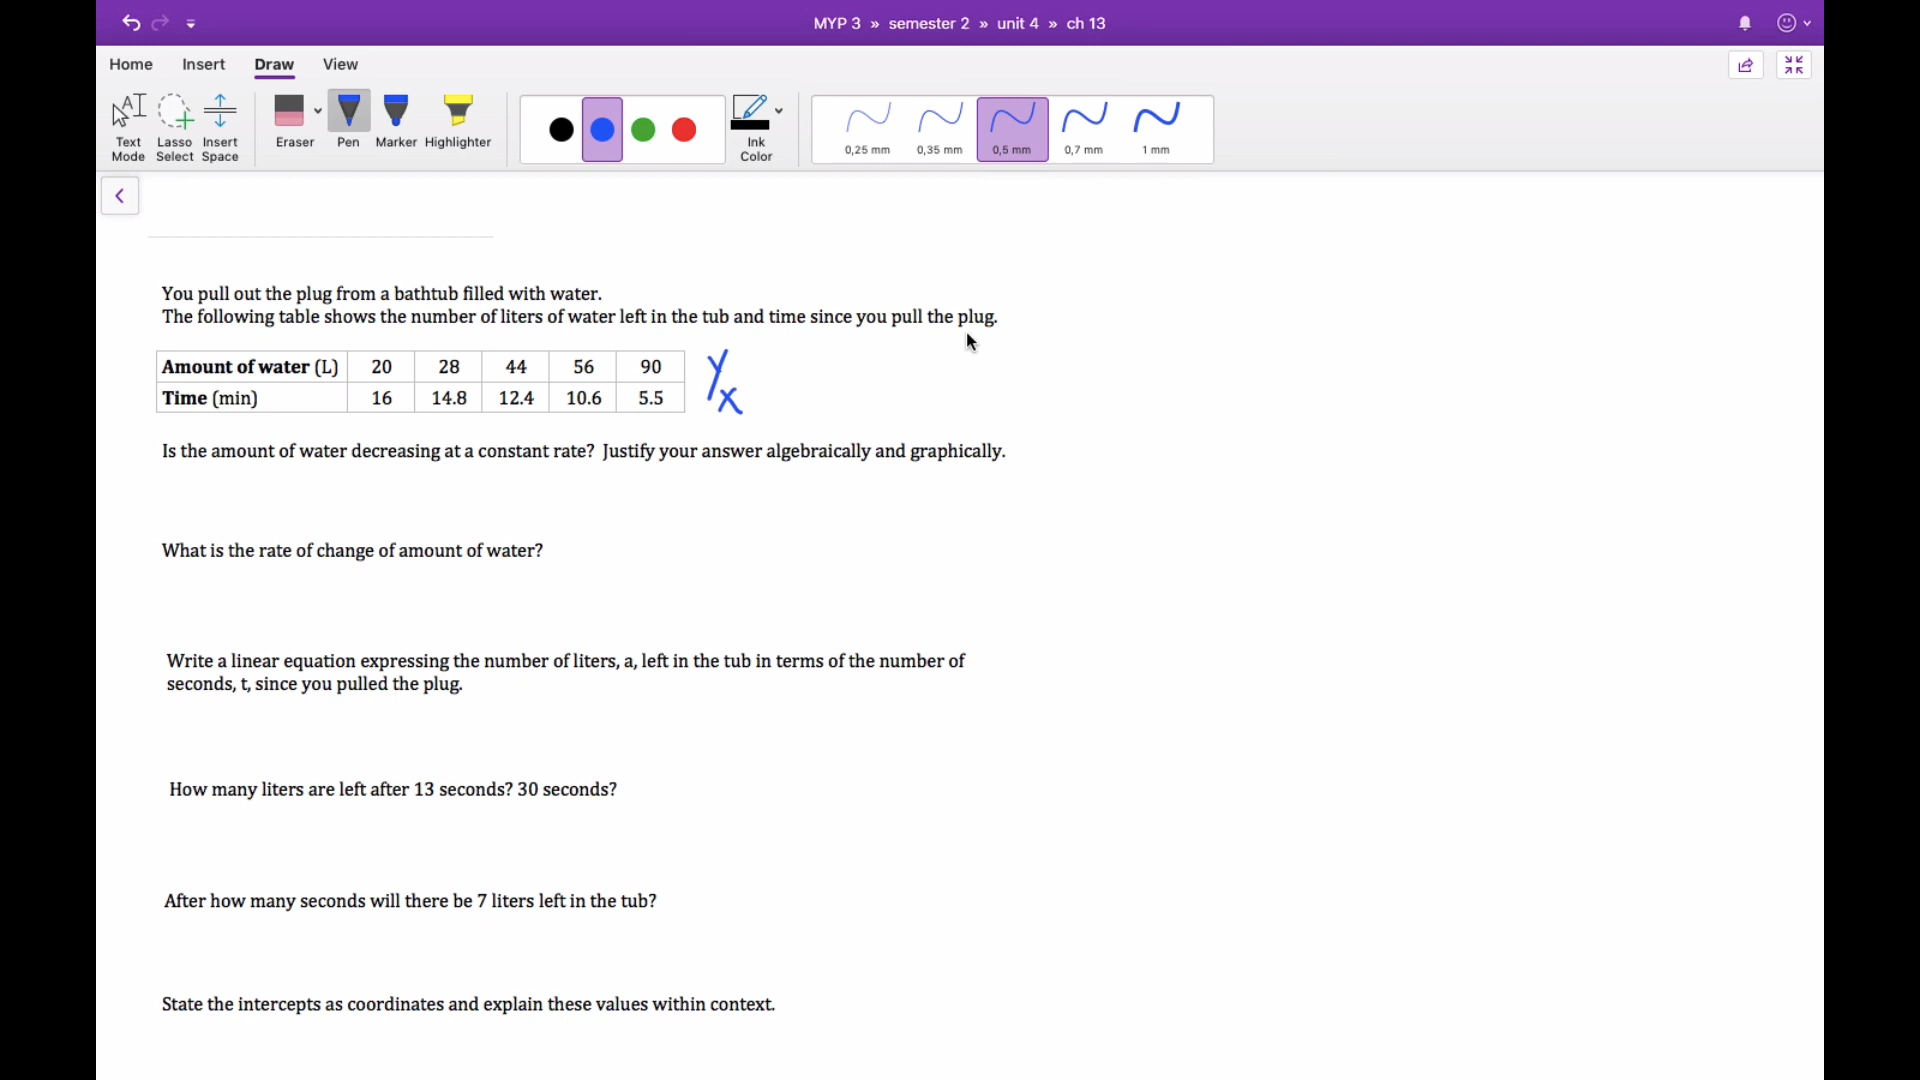 MYP 3 » semester 2 » unit 4 » ch 13
Home Insert Draw View
Text Mode
Lasso Select
Insert Space
Eraser
Pen
Marker
Highlighter
Ink Color
0,25 mm
0,35 mm
0,5 mm
0,7 mm
1 mm
You pull out the plug from a bathtub filled with water.
The following table shows the number of liters of water left in the tub and time since you pull the plug.
Amount of water (L) 20 28 44 56 90 y
Time (min) 16 14.8 12.4 10.6 5.5 x
Is the amount of water decreasing at a constant rate? Justify your answer algebraically and graphically.
What is the rate of change of amount of water?
Write a linear equation expressing the number of liters, a, left in the tub in terms of the number of
seconds, t, since you pulled the plug.
How many liters are left after 13 seconds? 30 seconds?
After how many seconds will there be 7 liters left in the tub?
State the intercepts as coordinates and explain these values within context.